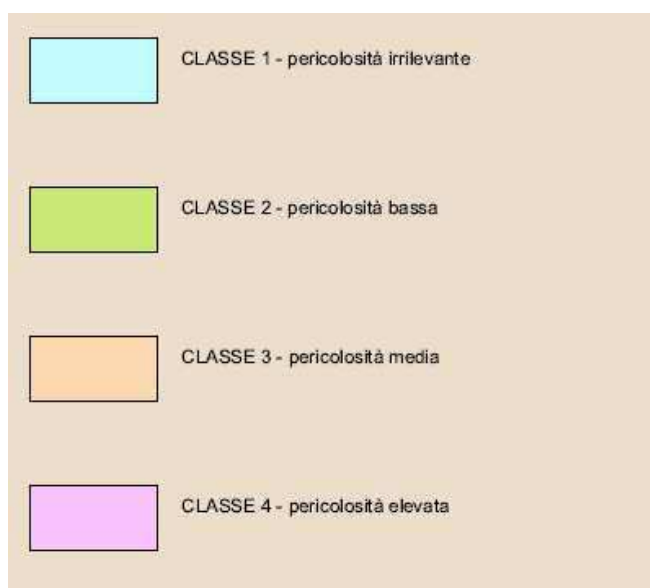 CLASSE 1 - pericolosità irrilevante
CLASSE 2 - pericolosità bassa
CLASSE 3 - pericolosità media
CLASSE 4 - pericolosità elevata